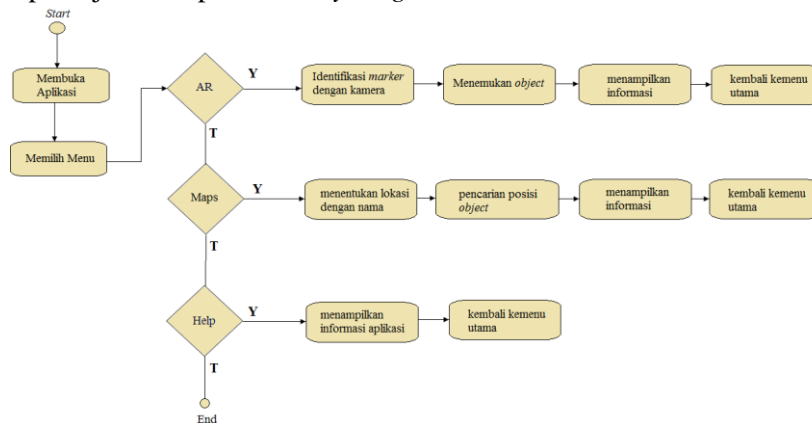 Start
Membuka
Aplikasi
Memilih Menu
AR
Y
Identifikasi marker
dengan kamera
Menemukan object
menampilkan
informasi
kembali kemenu
utama
T
Maps
Y
menentukan lokasi
dengan nama
pencarian posisi
object
menampilkan
informasi
kembali kemenu
utama
T
Help
Y
menampilkan
informasi aplikasi
kembali kemenu
utama
T
End